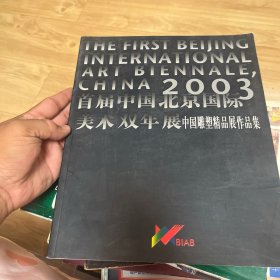 THE FIRST BEIJING
INTERNATIONAL
ART BIENNALE,
CHINA 2003
首届中国北京国际
美术双年展中国雕塑精品展作品集
BIAB